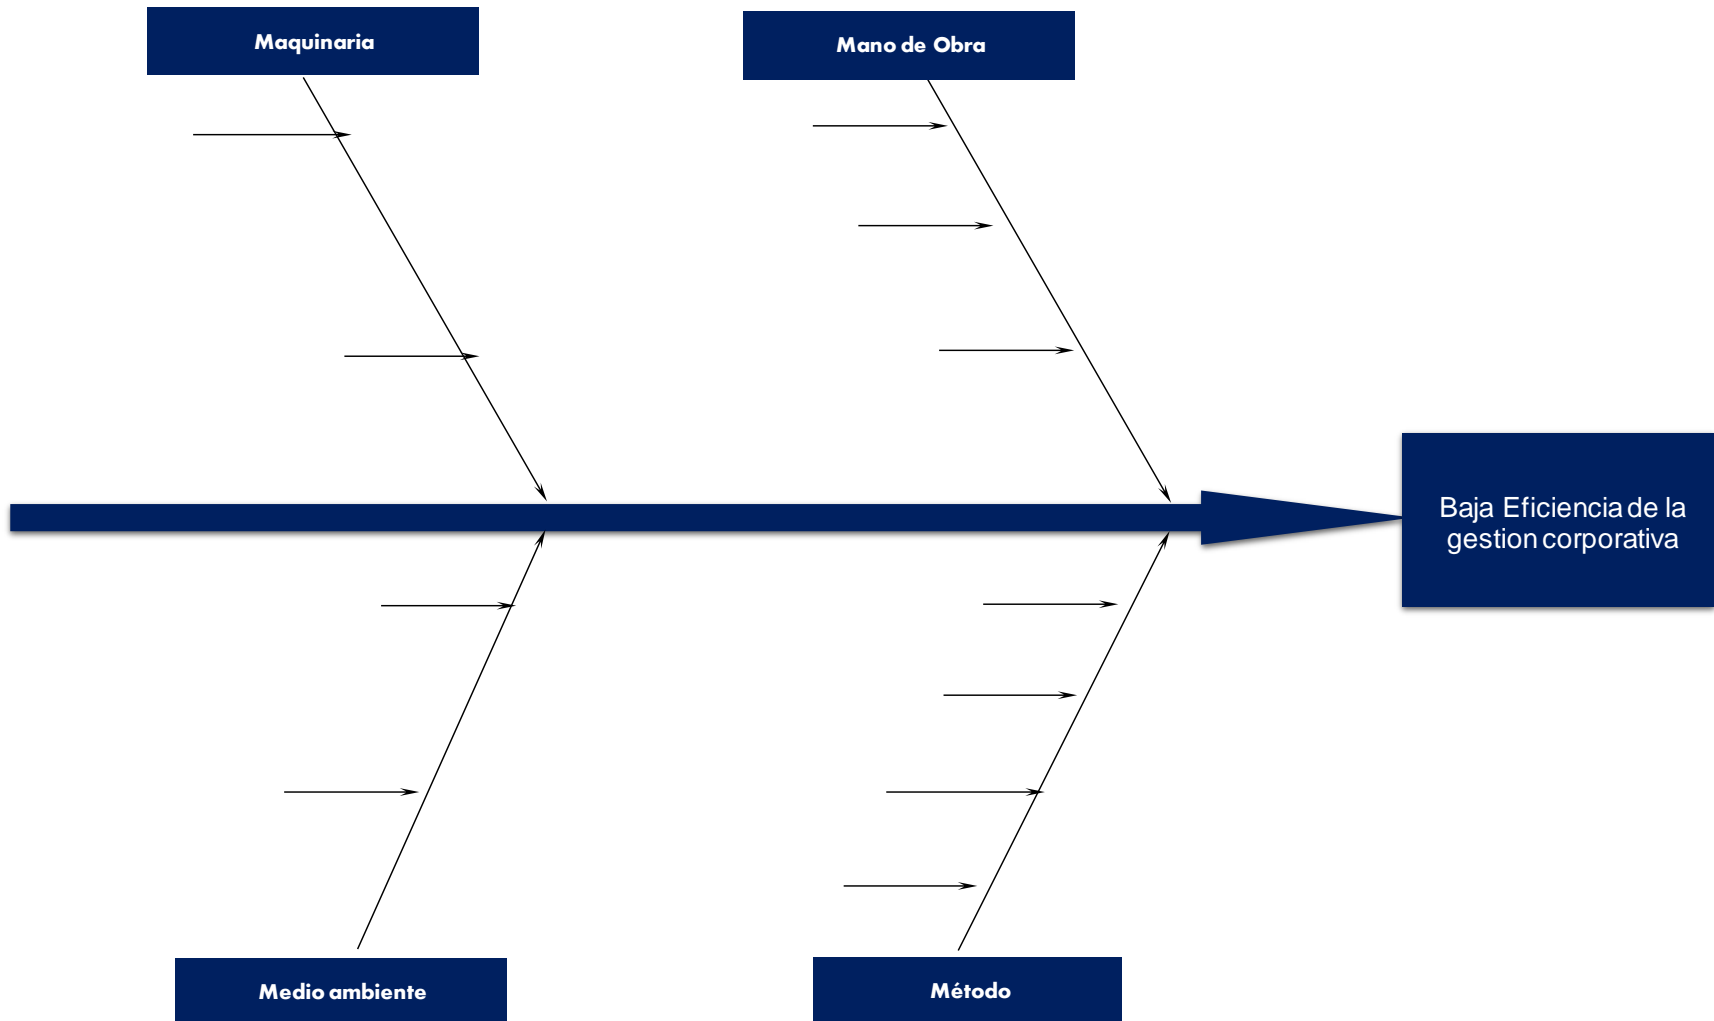 Maquinaria
Mano de Obra
Baja Eficiencia de la
gestion corporativa
Medio ambiente
Método